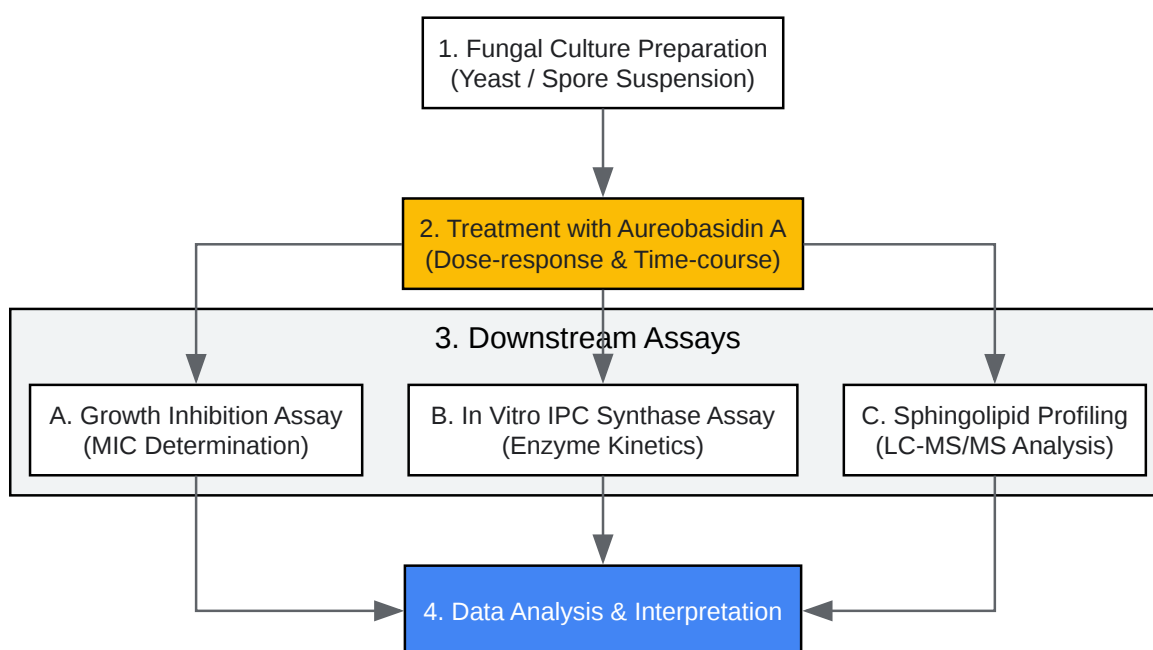 1. Fungal Culture Preparation
(Yeast / Spore Suspension)
2. Treatment with Aureobasidin A
(Dose-response & Time-course)
3. Downstream Assays
A. Growth Inhibition Assay
(MIC Determination)
B. In Vitro IPC Synthase Assay
(Enzyme Kinetics)
C. Sphingolipid Profiling
(LC-MS/MS Analysis)
4. Data Analysis & Interpretation